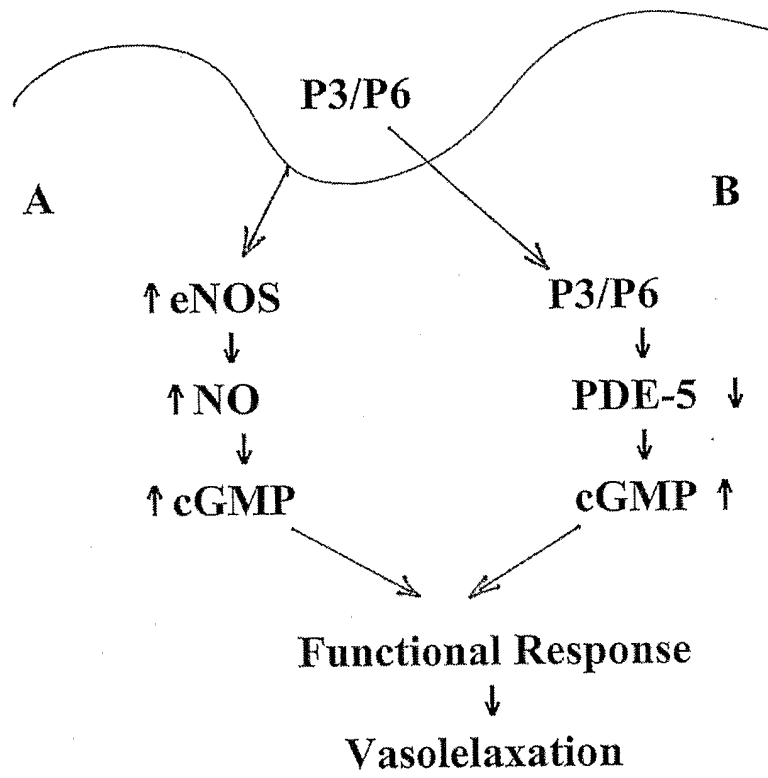 P3/P6
A
B
↑ eNOS
P3/P6
↑ NO
PDE-5 ↓
↑ cGMP
cGMP ↑
Functional Response
Vasolelaxation